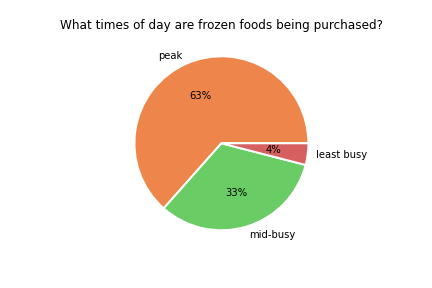 What times of day are frozen foods being purchased?
peak
63%
4%
least busy
33%
mid-busy